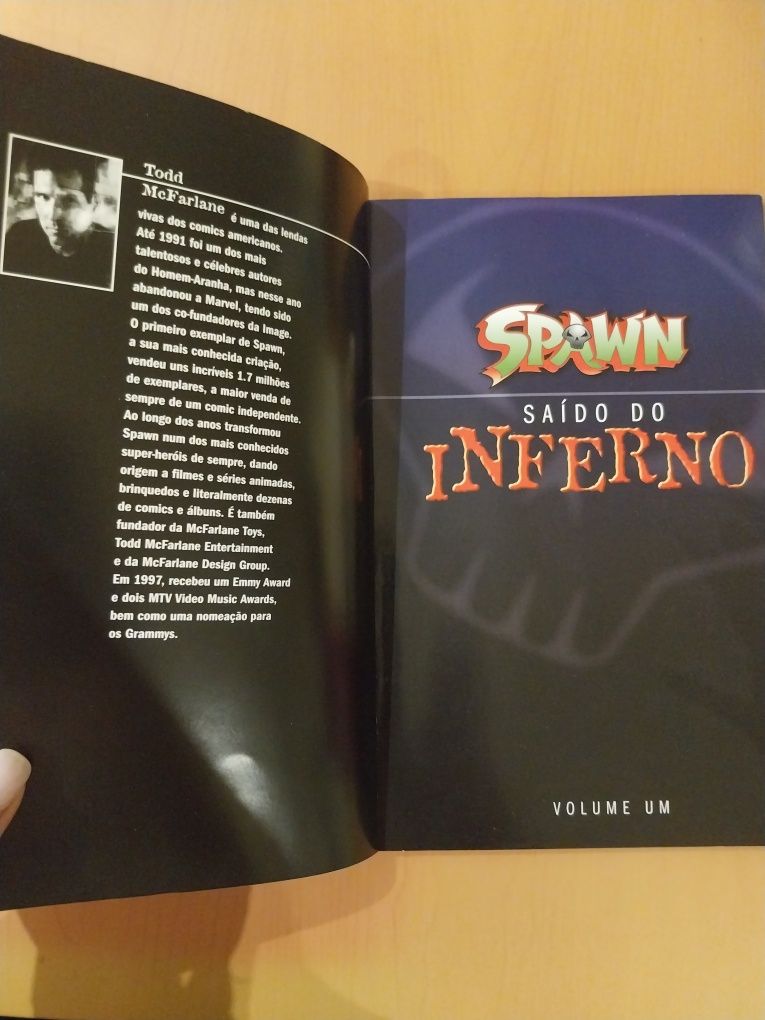 Todd
McFarlane é uma das lendas
vivas dos comics americanos.
Até 1991 foi um dos mais
talentosos e célebres autores
do Homem-Aranha, mas nesse ano
abandonou a Marvel, tendo sido
um dos co-fundadores da Image.
O primeiro exemplar de Spawn,
a sua mais conhecida criação,
vendeu uns incríveis 1.7 milhões
de exemplares, a maior venda de
sempre de um comic independente.
Ao longo dos anos transformou
Spawn num dos mais conhecidos
super-heróis de sempre, dando
origem a filmes e séries animadas,
brinquedos e literalmente dezenas
de comics e álbuns. É também
fundador da McFarlane Toys,
Todd McFarlane Entertainment
e da McFarlane Design Group.
Em 1997, recebeu um Emmy Award
e dois MTV Video Music Awards,
bem como uma nomeação para
os Grammys.
SPAWN
SAÍDO DO
INFERNO
VOLUME UM